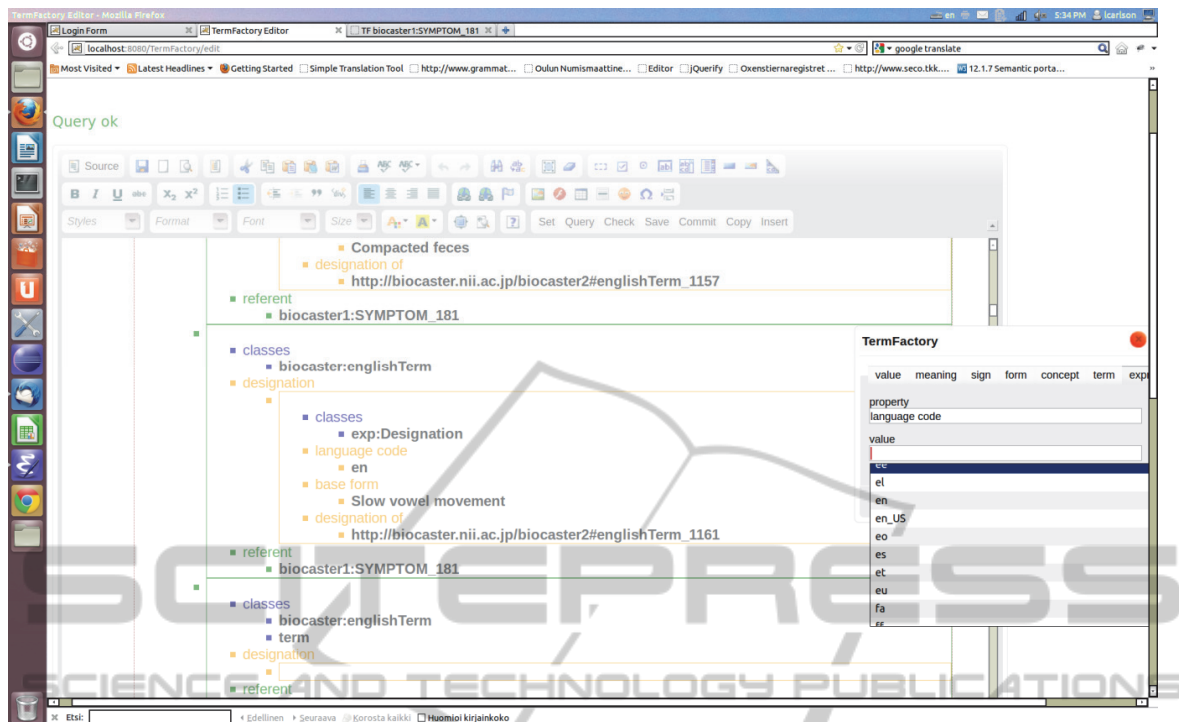 TermFactory Editor - Mozilla Firefox
en
5:34 PM lcarlson
Login Form
TermFactory Editor
TF biocaster1:SYMPTOM_181
localhost:8080/TermFactory/edit
google translate
Most Visited
Latest Headlines
Getting Started
Simple Translation Tool
http://www.grammat...
Oulun Numismaattine...
Editor
jQuerify
Oxenstiernaregistret ...
http://www.seco.tkk....
12.1.7 Semantic porta...
Query ok
Source
B I U abc X2 X2
Styles Format Font Size Set Query Check Save Commit Copy Insert
Compacted feces
designation of
http://biocaster.nii.ac.jp/biocaster2#englishTerm_1157
referent
biocaster1:SYMPTOM_181
classes
biocaster:englishTerm
designation
classes
exp:Designation
language code
en
base form
Slow vowel movement
designation of
http://biocaster.nii.ac.jp/biocaster2#englishTerm_1161
referent
biocaster1:SYMPTOM_181
classes
biocaster:englishTerm
term
designation
referent
TermFactory
value meaning sign form concept term expr
property
language code
value
ee
el
en
en_US
eo
es
et
eu
fa
ff
SCITEPRESS
SCIENCE AND TECHNOLOGY PUBLICATIONS
Etsi:
Edellinen Seuraava Korosta kaikki Huomioi kirjainkoko